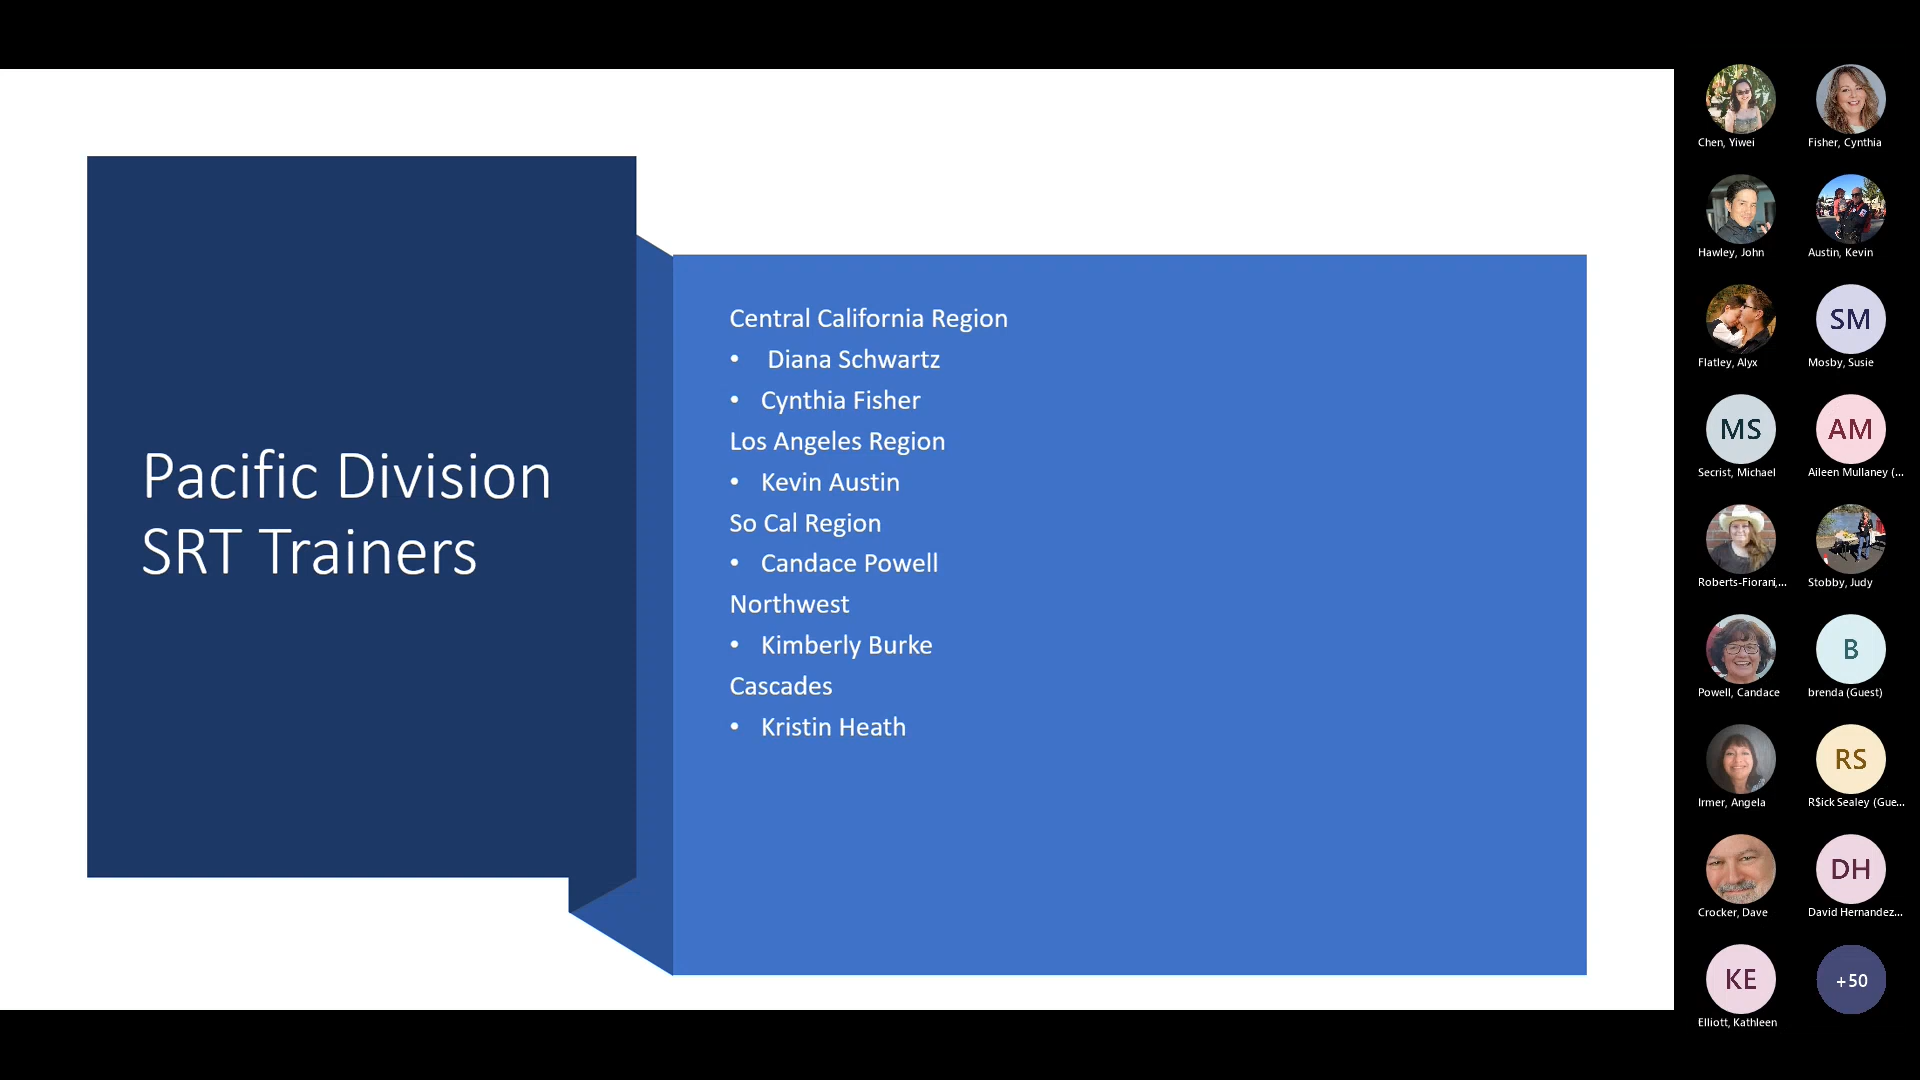 Pacific Division
SRT Trainers
Central California Region
• Diana Schwartz
• Cynthia Fisher
Los Angeles Region
• Kevin Austin
So Cal Region
• Candace Powell
Northwest
• Kimberly Burke
Cascades
• Kristin Heath
Chen, Yiwei
Fisher, Cynthia
Hawley, John
Austin, Kevin
Flatley, Alyx
SM
Mosby, Susie
MS
Secrist, Michael
AM
Aileen Mullaney (...
Roberts-Fiorani,...
Stobby, Judy
Powell, Candace
B
brenda (Guest)
Irmer, Angela
RS
R$ick Sealey (Gue...
Crocker, Dave
DH
David Hernandez...
KE
Elliott, Kathleen
+50